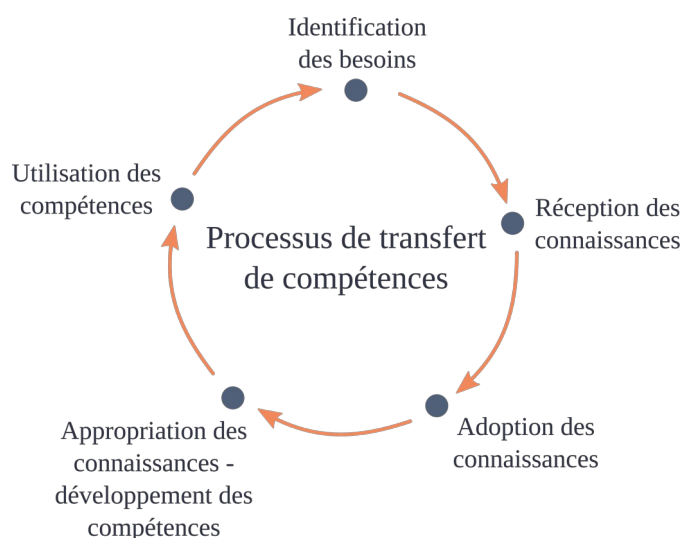 Identification
des besoins
Réception des
connaissances
Adoption des
connaissances
Appropriation des
connaissances -
développement des
compétences
Utilisation des
compétences
Processus de transfert
de compétences